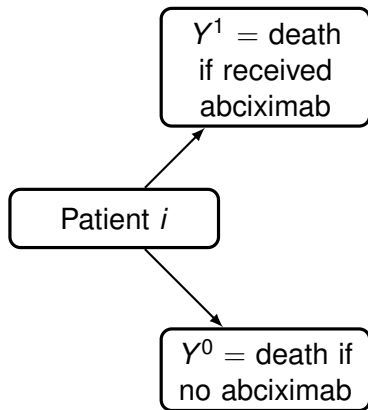 Y¹ = death
if received
abciximab
Patient i
Y⁰ = death if
no abciximab